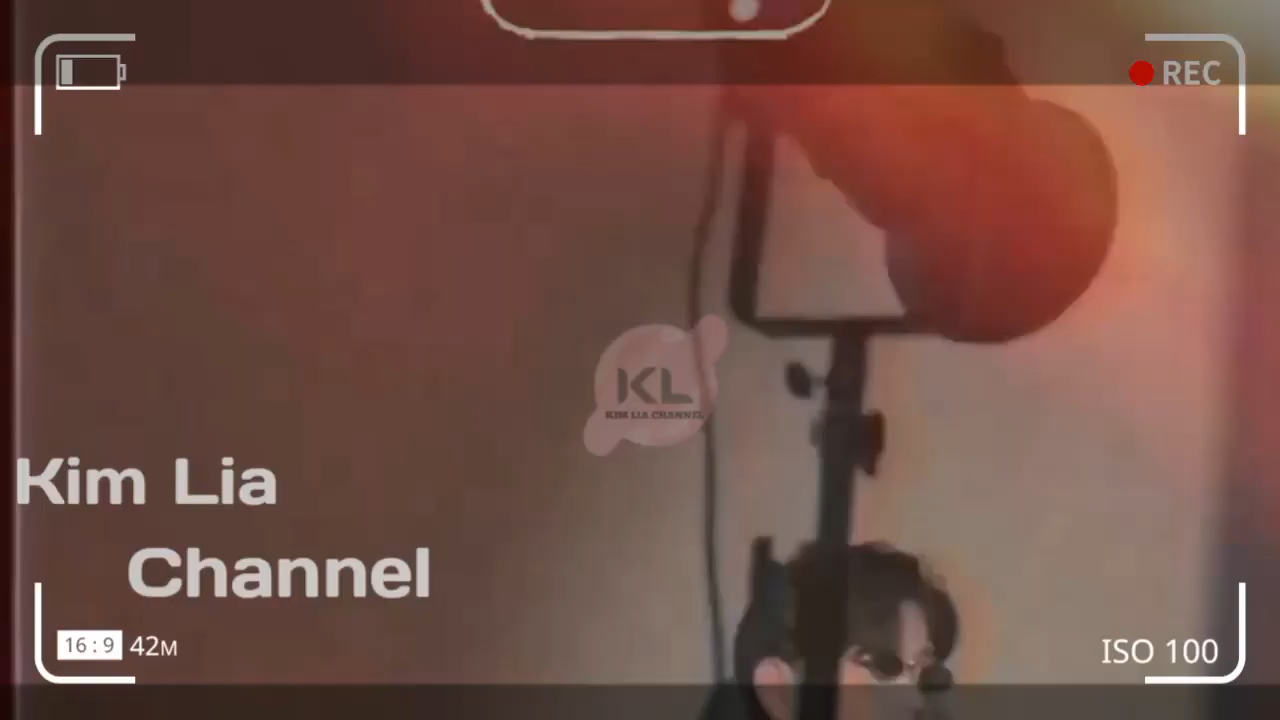 REC
KL
KIM LIA CHANNEL
Kim Lia
Channel
16:9 42M
ISO 100